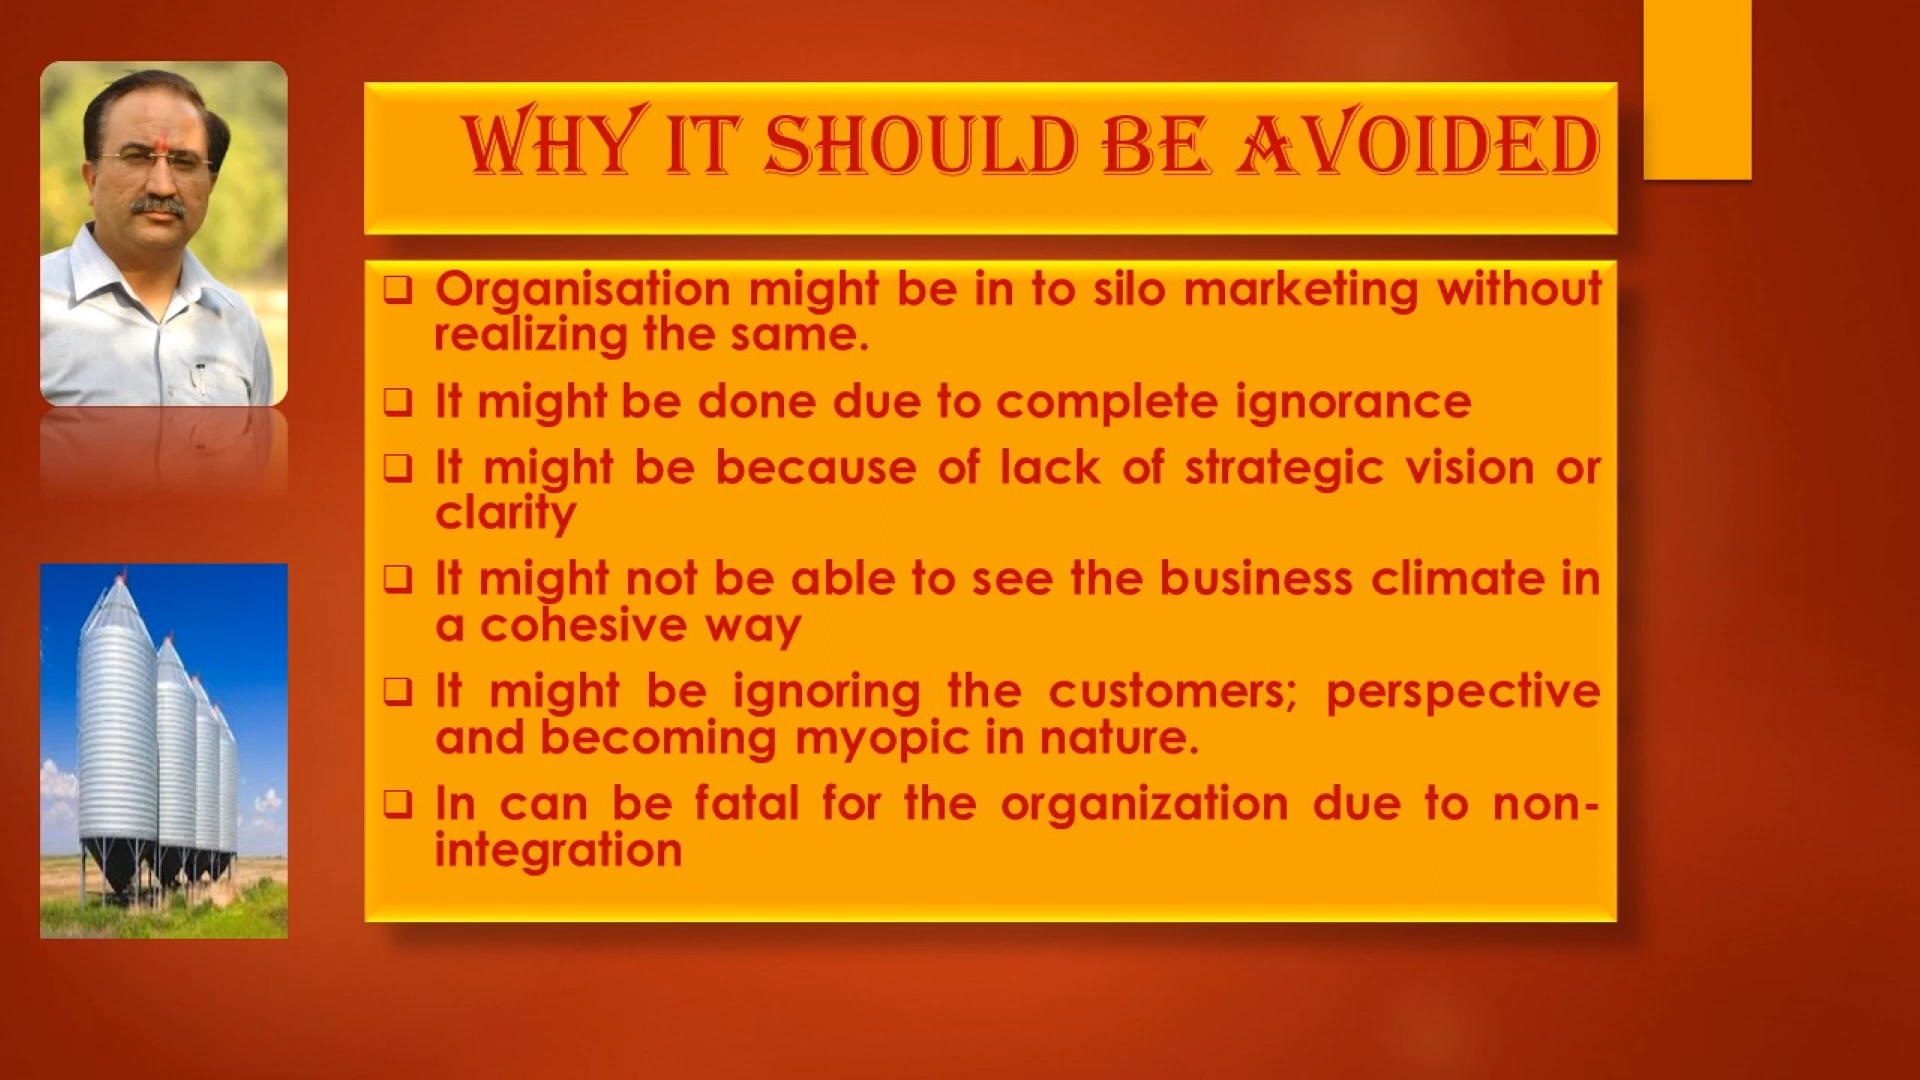 WHY IT SHOULD BE AVOIDED
❑ Organisation might be in to silo marketing without
realizing the same.
❑ It might be done due to complete ignorance
❑ It might be because of lack of strategic vision or
clarity
❑ It might not be able to see the business climate in
a cohesive way
❑ It might be ignoring the customers; perspective
and becoming myopic in nature.
❑ In can be fatal for the organization due to non-
integration